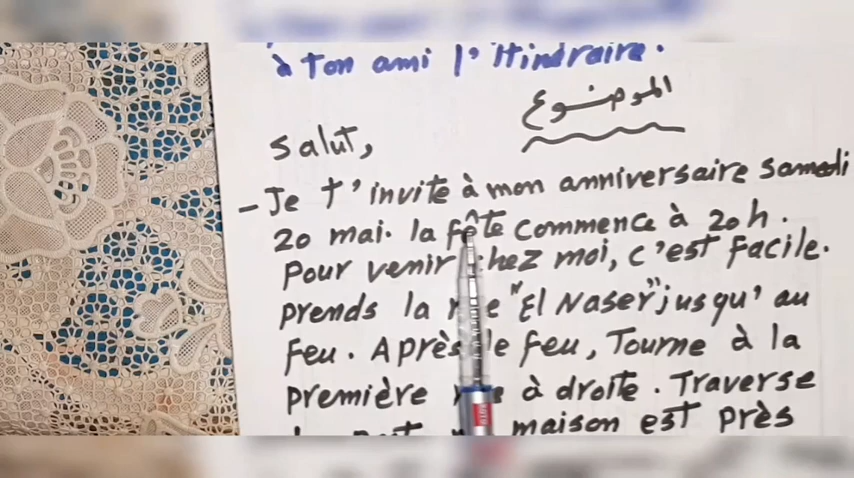 à Ton ami l'itinéraire.
الموضوع
Salut,
- Je t'invite à mon anniversaire samedi
20 mai. la fête commence à 20h.
Pour venir chez moi, c'est facile.
prends la rue "El Naser" jusqu'au
Feu. Après le feu, Tourne à la
première rue à droite. Traverse
maison est près